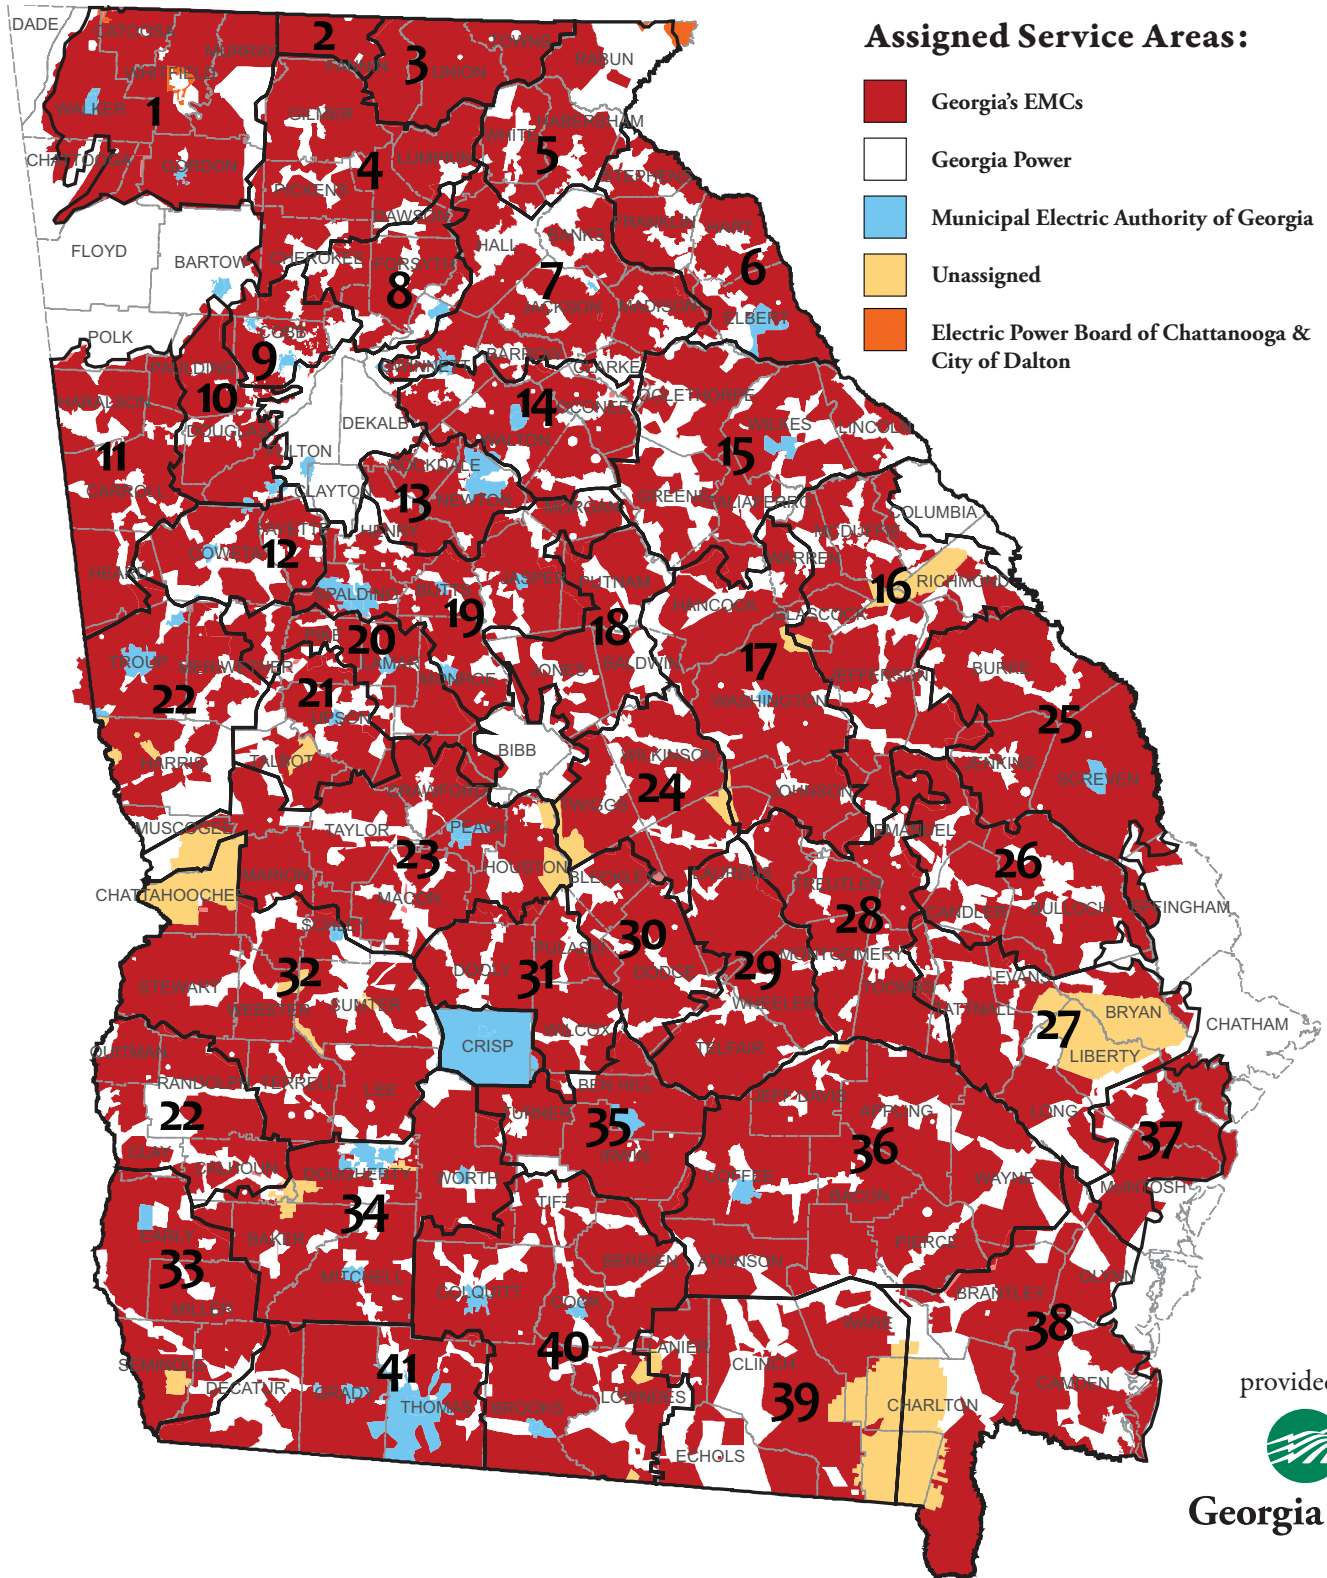 Assigned Service Areas:
Georgia's EMCs
Georgia Power
Municipal Electric Authority of Georgia
Unassigned
Electric Power Board of Chattanooga &
City of Dalton
DADE
CATOOSA
2
TOWNS
MURRAY
FANNIN
3
UNION
RABUN
WHITFIELD
WALKER
1
GILMER
HABERSHAM
WHITE
5
CHATTOOGA
GORDON
4
LUMPKIN
STEPHENS
PICKENS
DAWSON
FRANKLIN
HART
FLOYD
BARTOW
CHEROKEE
FORSYTH
HALL
BANKS
6
8
7
JACKSON
MADISON
ELBERT
POLK
COBB
9
PAULDING
GWINNETT
BARROW
CLARKE
HARALSON
10
14
OCONEE
OGLETHORPE
DOUGLAS
DEKALB
WALTON
WILKES
LINCOLN
11
FULTON
ROCKDALE
15
CARROLL
CLAYTON
13
NEWTON
MORGAN
GREENE
TALIAFERRO
COLUMBIA
FAYETTE
HENRY
MCDUFFIE
COWETA
12
WARREN
HEARD
JASPER
PUTNAM
16
RICHMOND
SPALDING
BUTTS
19
HANCOCK
GLASCOCK
PIKE
20
18
TROUP
MERIWETHER
LAMAR
MONROE
JONES
BALDWIN
17
JEFFERSON
BURKE
22
21
UPSON
WASHINGTON
25
HARRIS
TALBOT
BIBB
WILKINSON
JENKINS
SCREVEN
CRAWFORD
24
TWIGGS
JOHNSON
MUSCOGEE
TAYLOR
PEACH
EMANUEL
23
HOUSTON
26
CHATTAHOOCHEE
MARION
MACON
BLECKLEY
LAURENS
TREUTLEN
CANDLER
BULLOCH
EFFINGHAM
SCHLEY
28
30
PULASKI
STEWART
32
DOOLY
31
DODGE
29
MONTGOMERY
EVANS
WEBSTER
SUMTER
WHEELER
TOOMBS
TATTNALL
BRYAN
CHATHAM
WILCOX
27
CRISP
TELFAIR
LIBERTY
QUITMAN
RANDOLPH
TERRELL
LEE
BEN HILL
JEFF DAVIS
APPLING
LONG
22
TURNER
35
IRWIN
36
37
CLAY
CALHOUN
DOUGHERTY
WORTH
COFFEE
BACON
WAYNE
McINTOSH
34
TIFT
EARLY
BAKER
33
MITCHELL
BERRIEN
ATKINSON
PIERCE
GLYNN
COLQUITT
COOK
BRANTLEY
MILLER
WARE
38
SEMINOLE
41
40
LANIER
CLINCH
DECATUR
GRADY
THOMAS
BROOKS
LOWNDES
39
CHARLTON
CAMDEN
ECHOLS
provided
Georgia